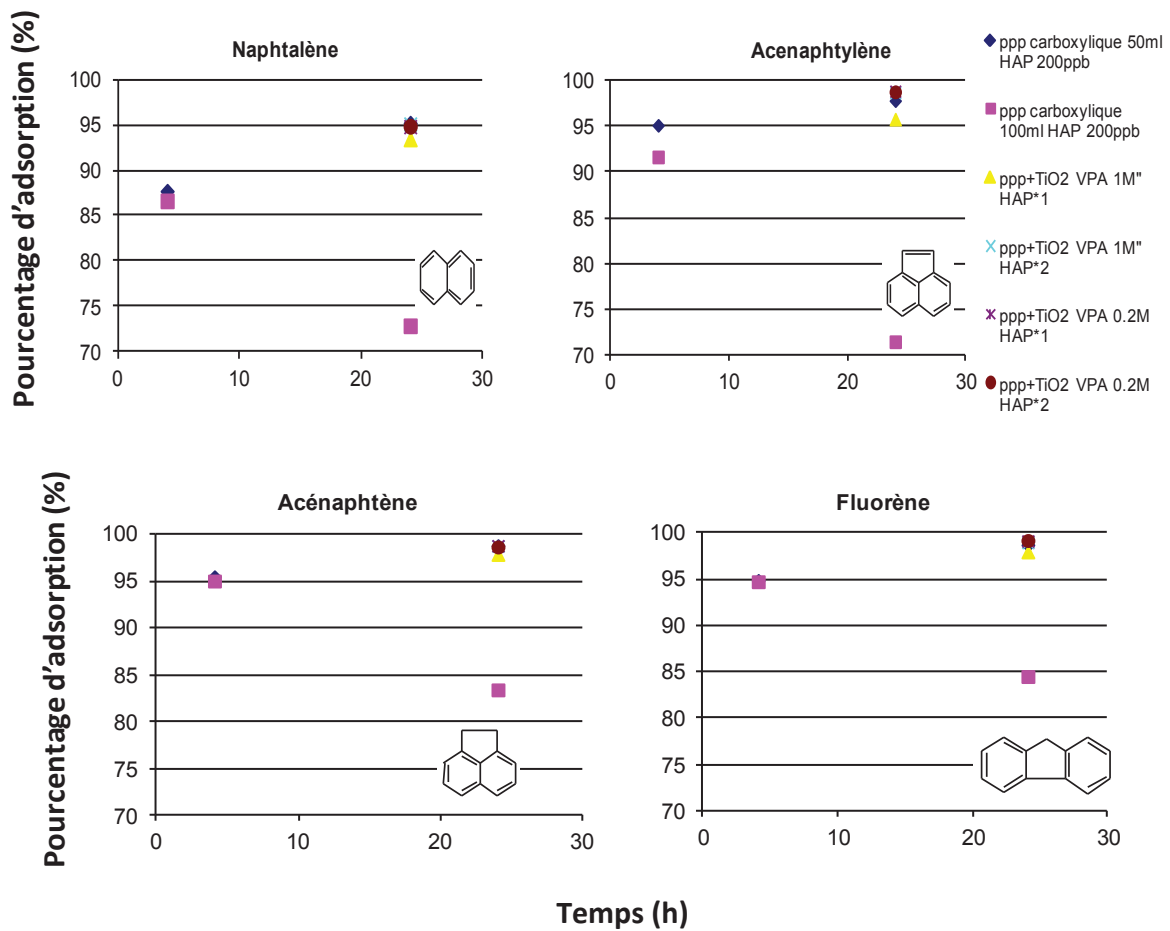 Naphtalène
Pourcentage d'adsorption (%)
100
95
90
85
80
75
70
0
10
20
30
Acenaphtylène
100
95
90
85
80
75
70
0
10
20
30
ppp carboxylique 50ml
HAP 200ppb
ppp carboxylique
100ml HAP 200ppb
ppp+TiO2 VPA 1M"
HAP*1
ppp+TiO2 VPA 1M"
HAP*2
ppp+TiO2 VPA 0.2M
HAP*1
ppp+TiO2 VPA 0.2M
HAP*2
Acénaphtène
Pourcentage d'adsorption (%)
100
95
90
85
80
75
70
0
10
20
30
Fluorène
100
95
90
85
80
75
70
0
10
20
30
Temps (h)